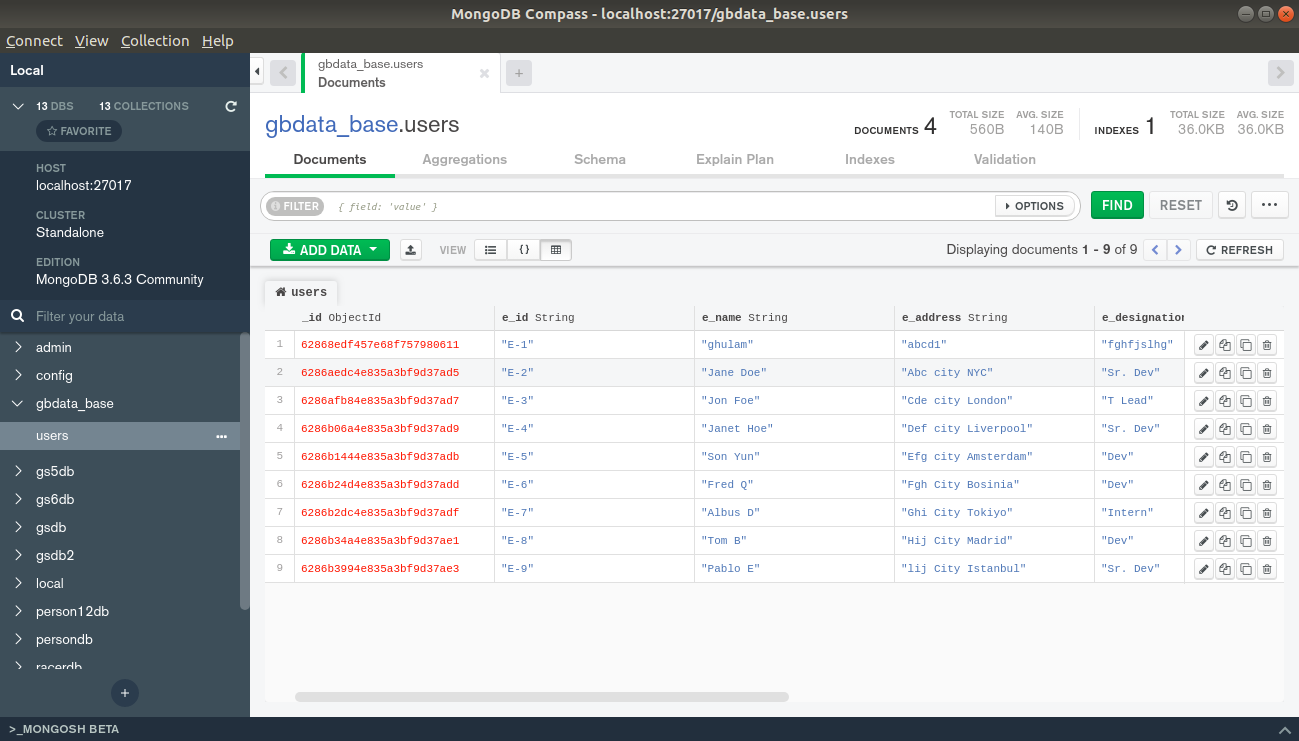 MongoDB Compass - localhost:27017/gbdata_base.users
Connect View Collection Help
Local
13 DBS 13 COLLECTIONS
FAVORITE
HOST
localhost:27017
CLUSTER
Standalone
EDITION
MongoDB 3.6.3 Community
Filter your data
admin
config
gbdata_base
users
gs5db
gs6db
gsdb
gsdb2
local
person12db
persondb
racerdb
gbdata_base.users
Documents
gbdata_base.users
DOCUMENTS 4 TOTAL SIZE 560B AVG. SIZE 140B INDEXES 1 TOTAL SIZE 36.0KB AVG. SIZE 36.0KB
Documents Aggregations Schema Explain Plan Indexes Validation
FILTER { field: 'value' } OPTIONS FIND RESET
ADD DATA VIEW {} Displaying documents 1 - 9 of 9 REFRESH
users
_id ObjectId e_id String e_name String e_address String e_designation
1 62868edf457e68f757980611 "E-1" "ghulam" "abcd1" "fghfjslhg"
2 6286aedc4e835a3bf9d37ad5 "E-2" "Jane Doe" "Abc city NYC" "Sr. Dev"
3 6286afb84e835a3bf9d37ad7 "E-3" "Jon Foe" "Cde city London" "T Lead"
4 6286b06a4e835a3bf9d37ad9 "E-4" "Janet Hoe" "Def city Liverpool" "Sr. Dev"
5 6286b1444e835a3bf9d37adb "E-5" "Son Yun" "Efg city Amsterdam" "Dev"
6 6286b24d4e835a3bf9d37add "E-6" "Fred Q" "Fgh City Bosinia" "Dev"
7 6286b2dc4e835a3bf9d37adf "E-7" "Albus D" "Ghi City Tokiyo" "Intern"
8 6286b34a4e835a3bf9d37ae1 "E-8" "Tom B" "Hij City Madrid" "Dev"
9 6286b3994e835a3bf9d37ae3 "E-9" "Pablo E" "lij City Istanbul" "Sr. Dev"
>_MONGOSH BETA